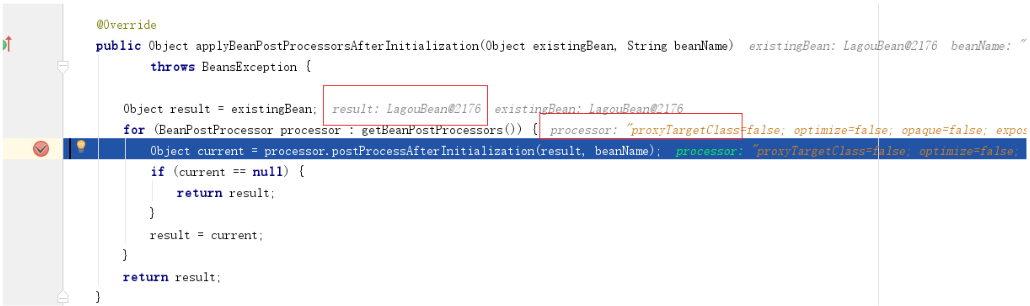 @Override
public Object applyBeanPostProcessorsAfterInitialization(Object existingBean, String beanName)  existingBean: LagouBean@2176  beanName: "
throws BeansException {
Object result = existingBean;  result: LagouBean@2176  existingBean: LagouBean@2176
for (BeanPostProcessor processor : getBeanPostProcessors()) {  processor: "proxyTargetClass=false; optimize=false; opaque=false; expos
Object current = processor.postProcessAfterInitialization(result, beanName);  processor: "proxyTargetClass=false; optimize=false;
if (current == null) {
return result;
}
result = current;
}
return result;
}